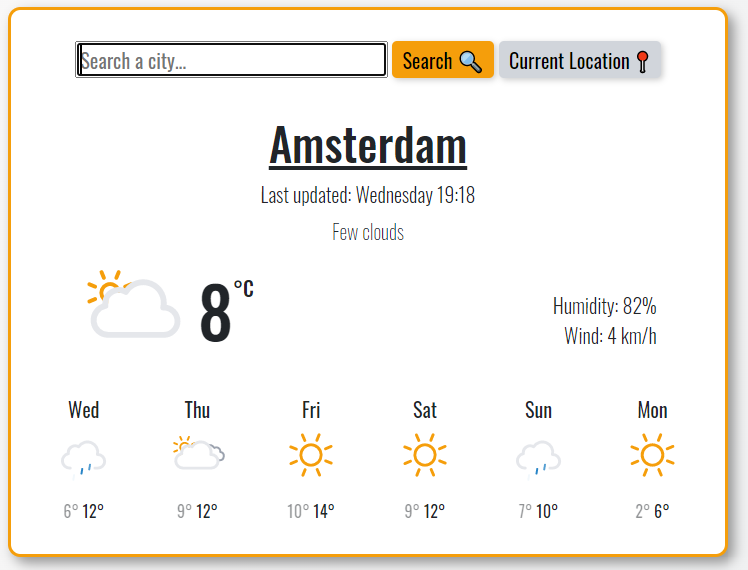 Search a city...
Search
Current Location
Amsterdam
Last updated: Wednesday 19:18
Few clouds
8 °C
Humidity: 82%
Wind: 4 km/h
Wed Thu Fri Sat Sun Mon
6° 12° 9° 12° 10° 14° 9° 12° 7° 10° 2° 6°